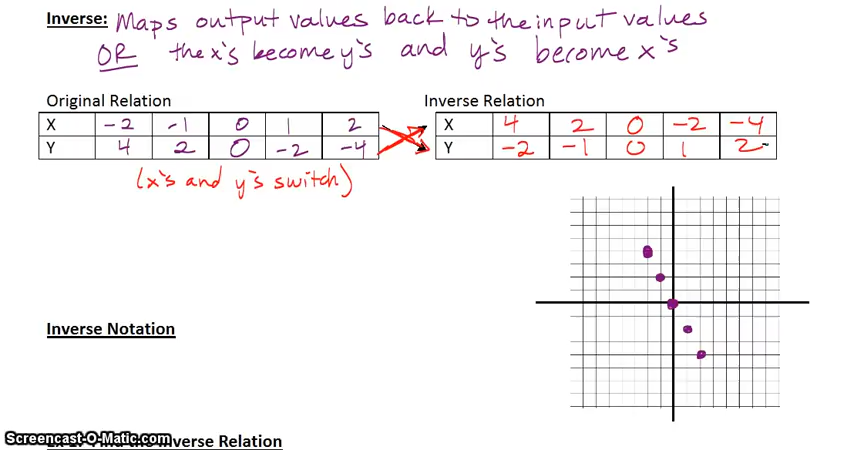 Inverse: Maps output values back to the input values
OR the x's become y's and y's become x's
Original Relation
X -2 -1 0 1 2
Y 4 2 0 -2 -4
Inverse Relation
X 4 2 0 -2 -4
Y -2 -1 0 1 2
(x's and y's switch)
Inverse Notation
Screencast-O-Matic.com
Find the Inverse Relation